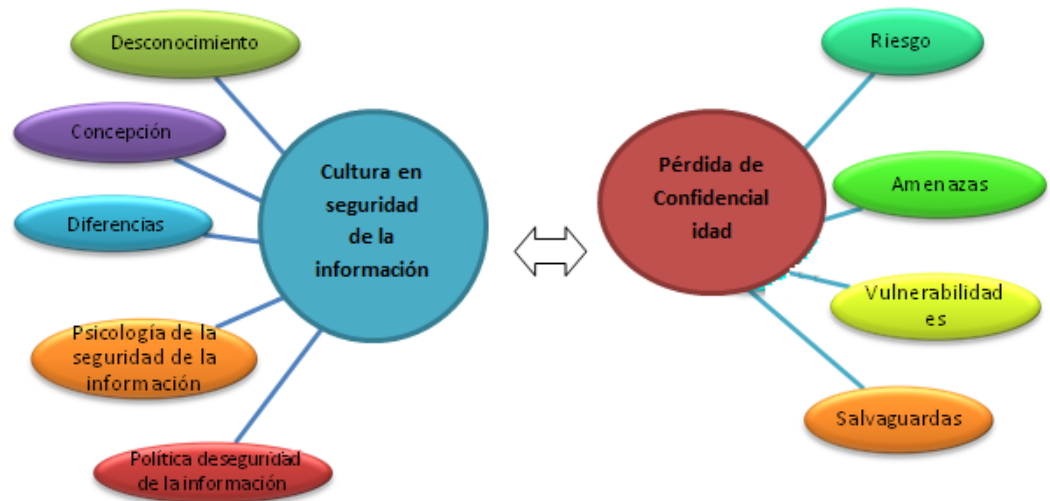 Desconocimiento
Concepción
Diferencias
Psicología de la
seguridad de la
información
Política deseguridad
de la información
Cultura en
seguridad
de la
información
Pérdida de
Confidencial
idad
Riesgo
Amenazas
Vulnerabilidad
es
Salvaguardas